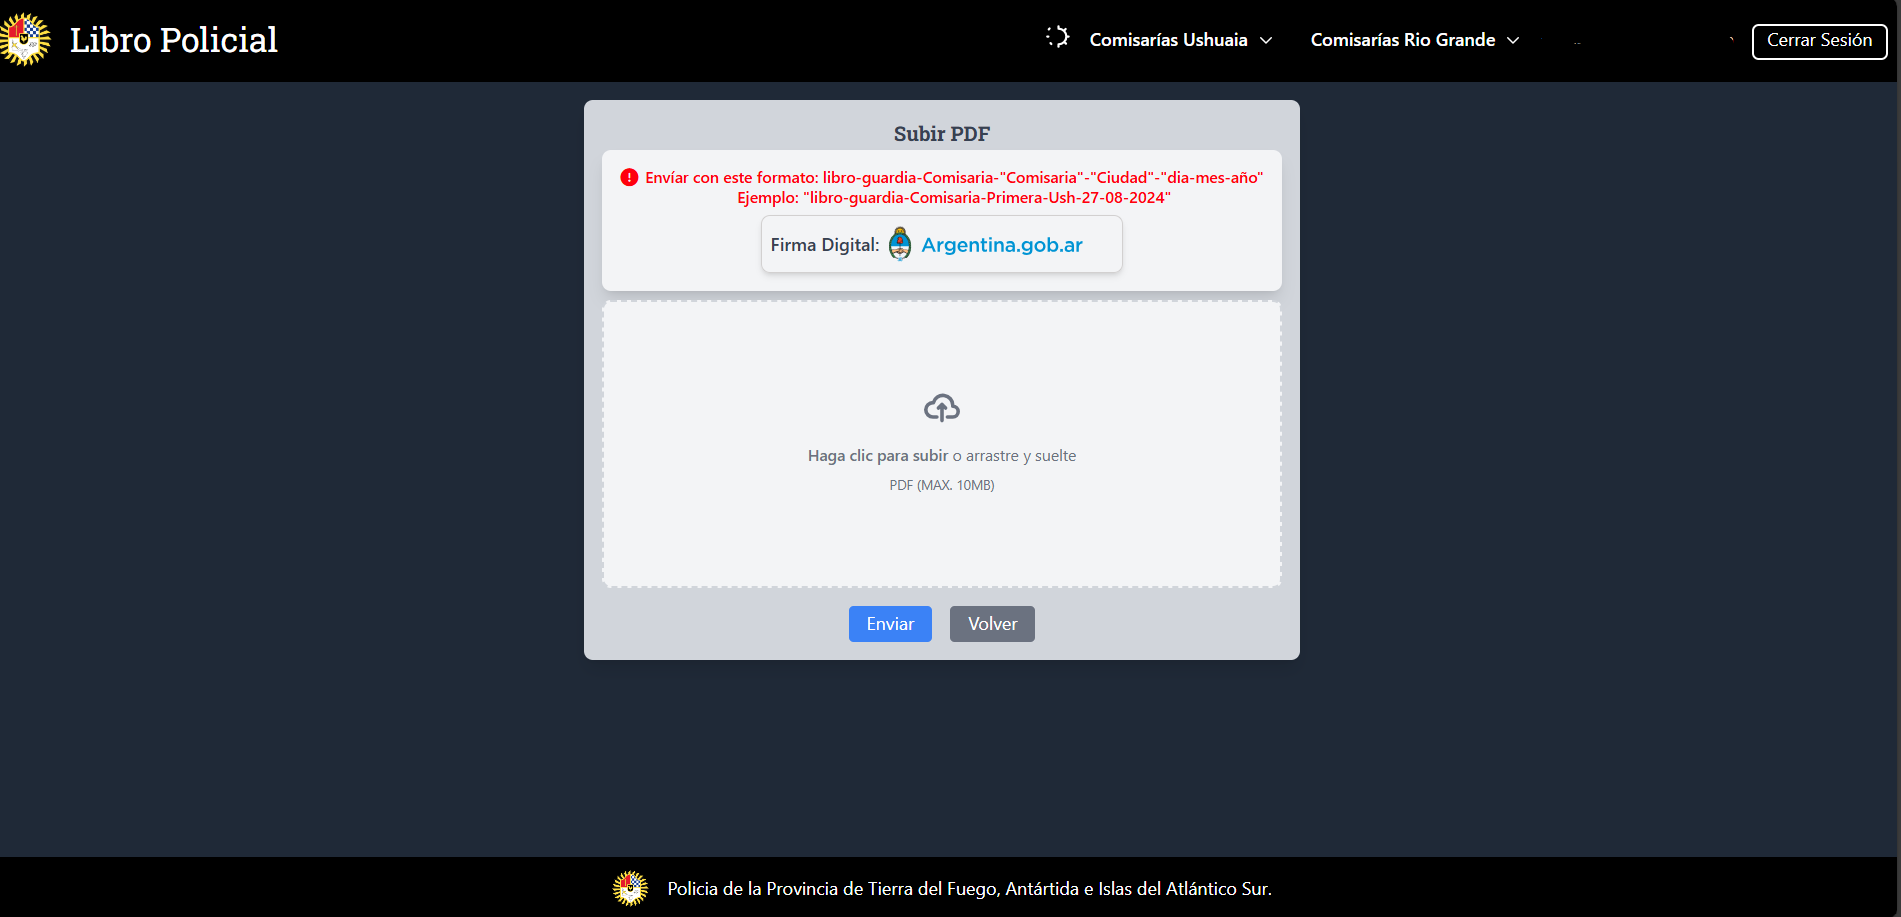 Libro Policial
Comisarías Ushuaia
Comisarías Rio Grande
Cerrar Sesión
Subir PDF
Envíar con este formato: libro-guardia-Comisaria-"Comisaria"-"Ciudad"-"dia-mes-año"
Ejemplo: "libro-guardia-Comisaria-Primera-Ush-27-08-2024"
Firma Digital: Argentina.gob.ar
Haga clic para subir o arrastre y suelte
PDF (MAX. 10MB)
Enviar
Volver
Policia de la Provincia de Tierra del Fuego, Antártida e Islas del Atlántico Sur.